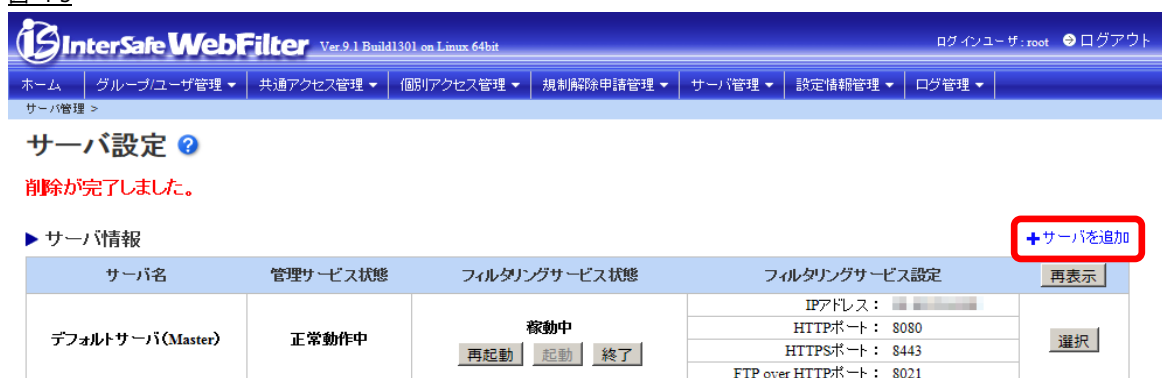 InterSafe WebFilter Ver.9.1 Build1301 on Linux 64bit
ログインユーザ:root ログアウト
ホーム グループ/ユーザ管理 共通アクセス管理 個別アクセス管理 規制解除申請管理 サーバ管理 設定情報管理 ログ管理
サーバ管理 >
サーバ設定
削除が完了しました。
サーバ情報
サーバを追加
サーバ名 管理サービス状態 フィルタリングサービス状態 フィルタリングサービス設定 再表示
デフォルトサーバ(Master)
正常動作中
稼動中
再起動 起動 終了
IPアドレス:
HTTPポート: 8080
HTTPSポート: 8443
FTP over HTTPポート: 8021
選択